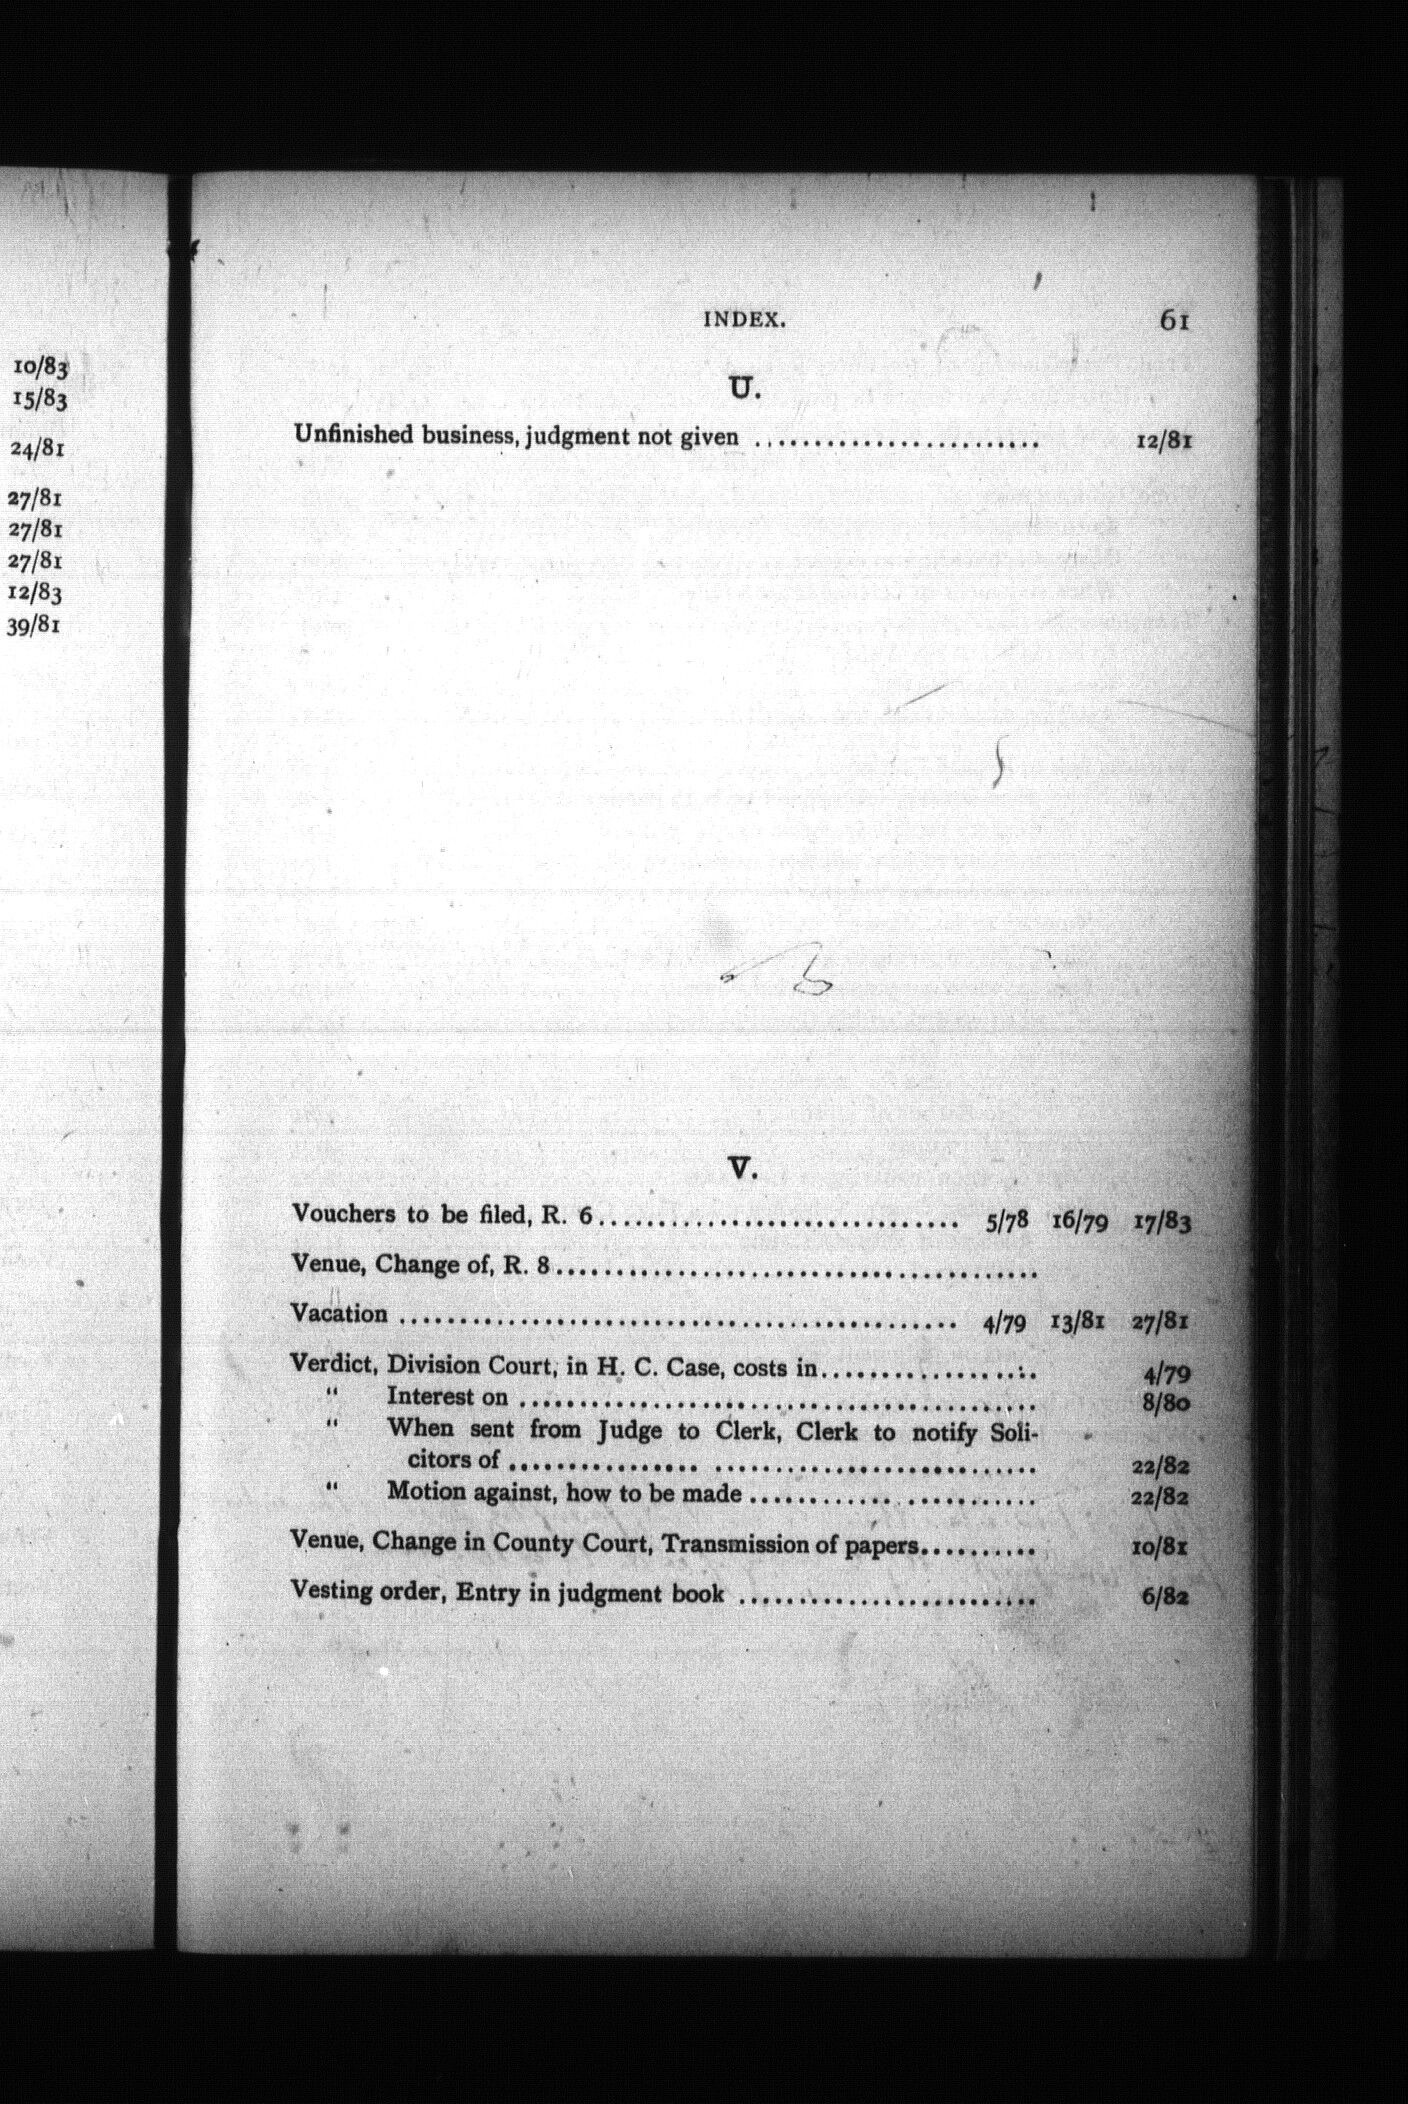 10/83
15/83
24/81
27/81
27/81
27/81
12/83
39/81
INDEX. 61
U.
Unfinished business, judgment not given ........................ 12/81
V.
Vouchers to be filed, R. 6.............................. 5/78 16/79 17/83
Venue, Change of, R. 8........................................
Vacation .............................................. 4/79 13/81 27/81
Verdict, Division Court, in H. C. Case, costs in.................. 4/79
“ Interest on .......................................... 8/80
“ When sent from Judge to Clerk, Clerk to notify Soli-
citors of .......................................... 22/82
“ Motion against, how to be made ........................ 22/82
Venue, Change in County Court, Transmission of papers.......... 10/81
Vesting order, Entry in judgment book ......................... 6/82